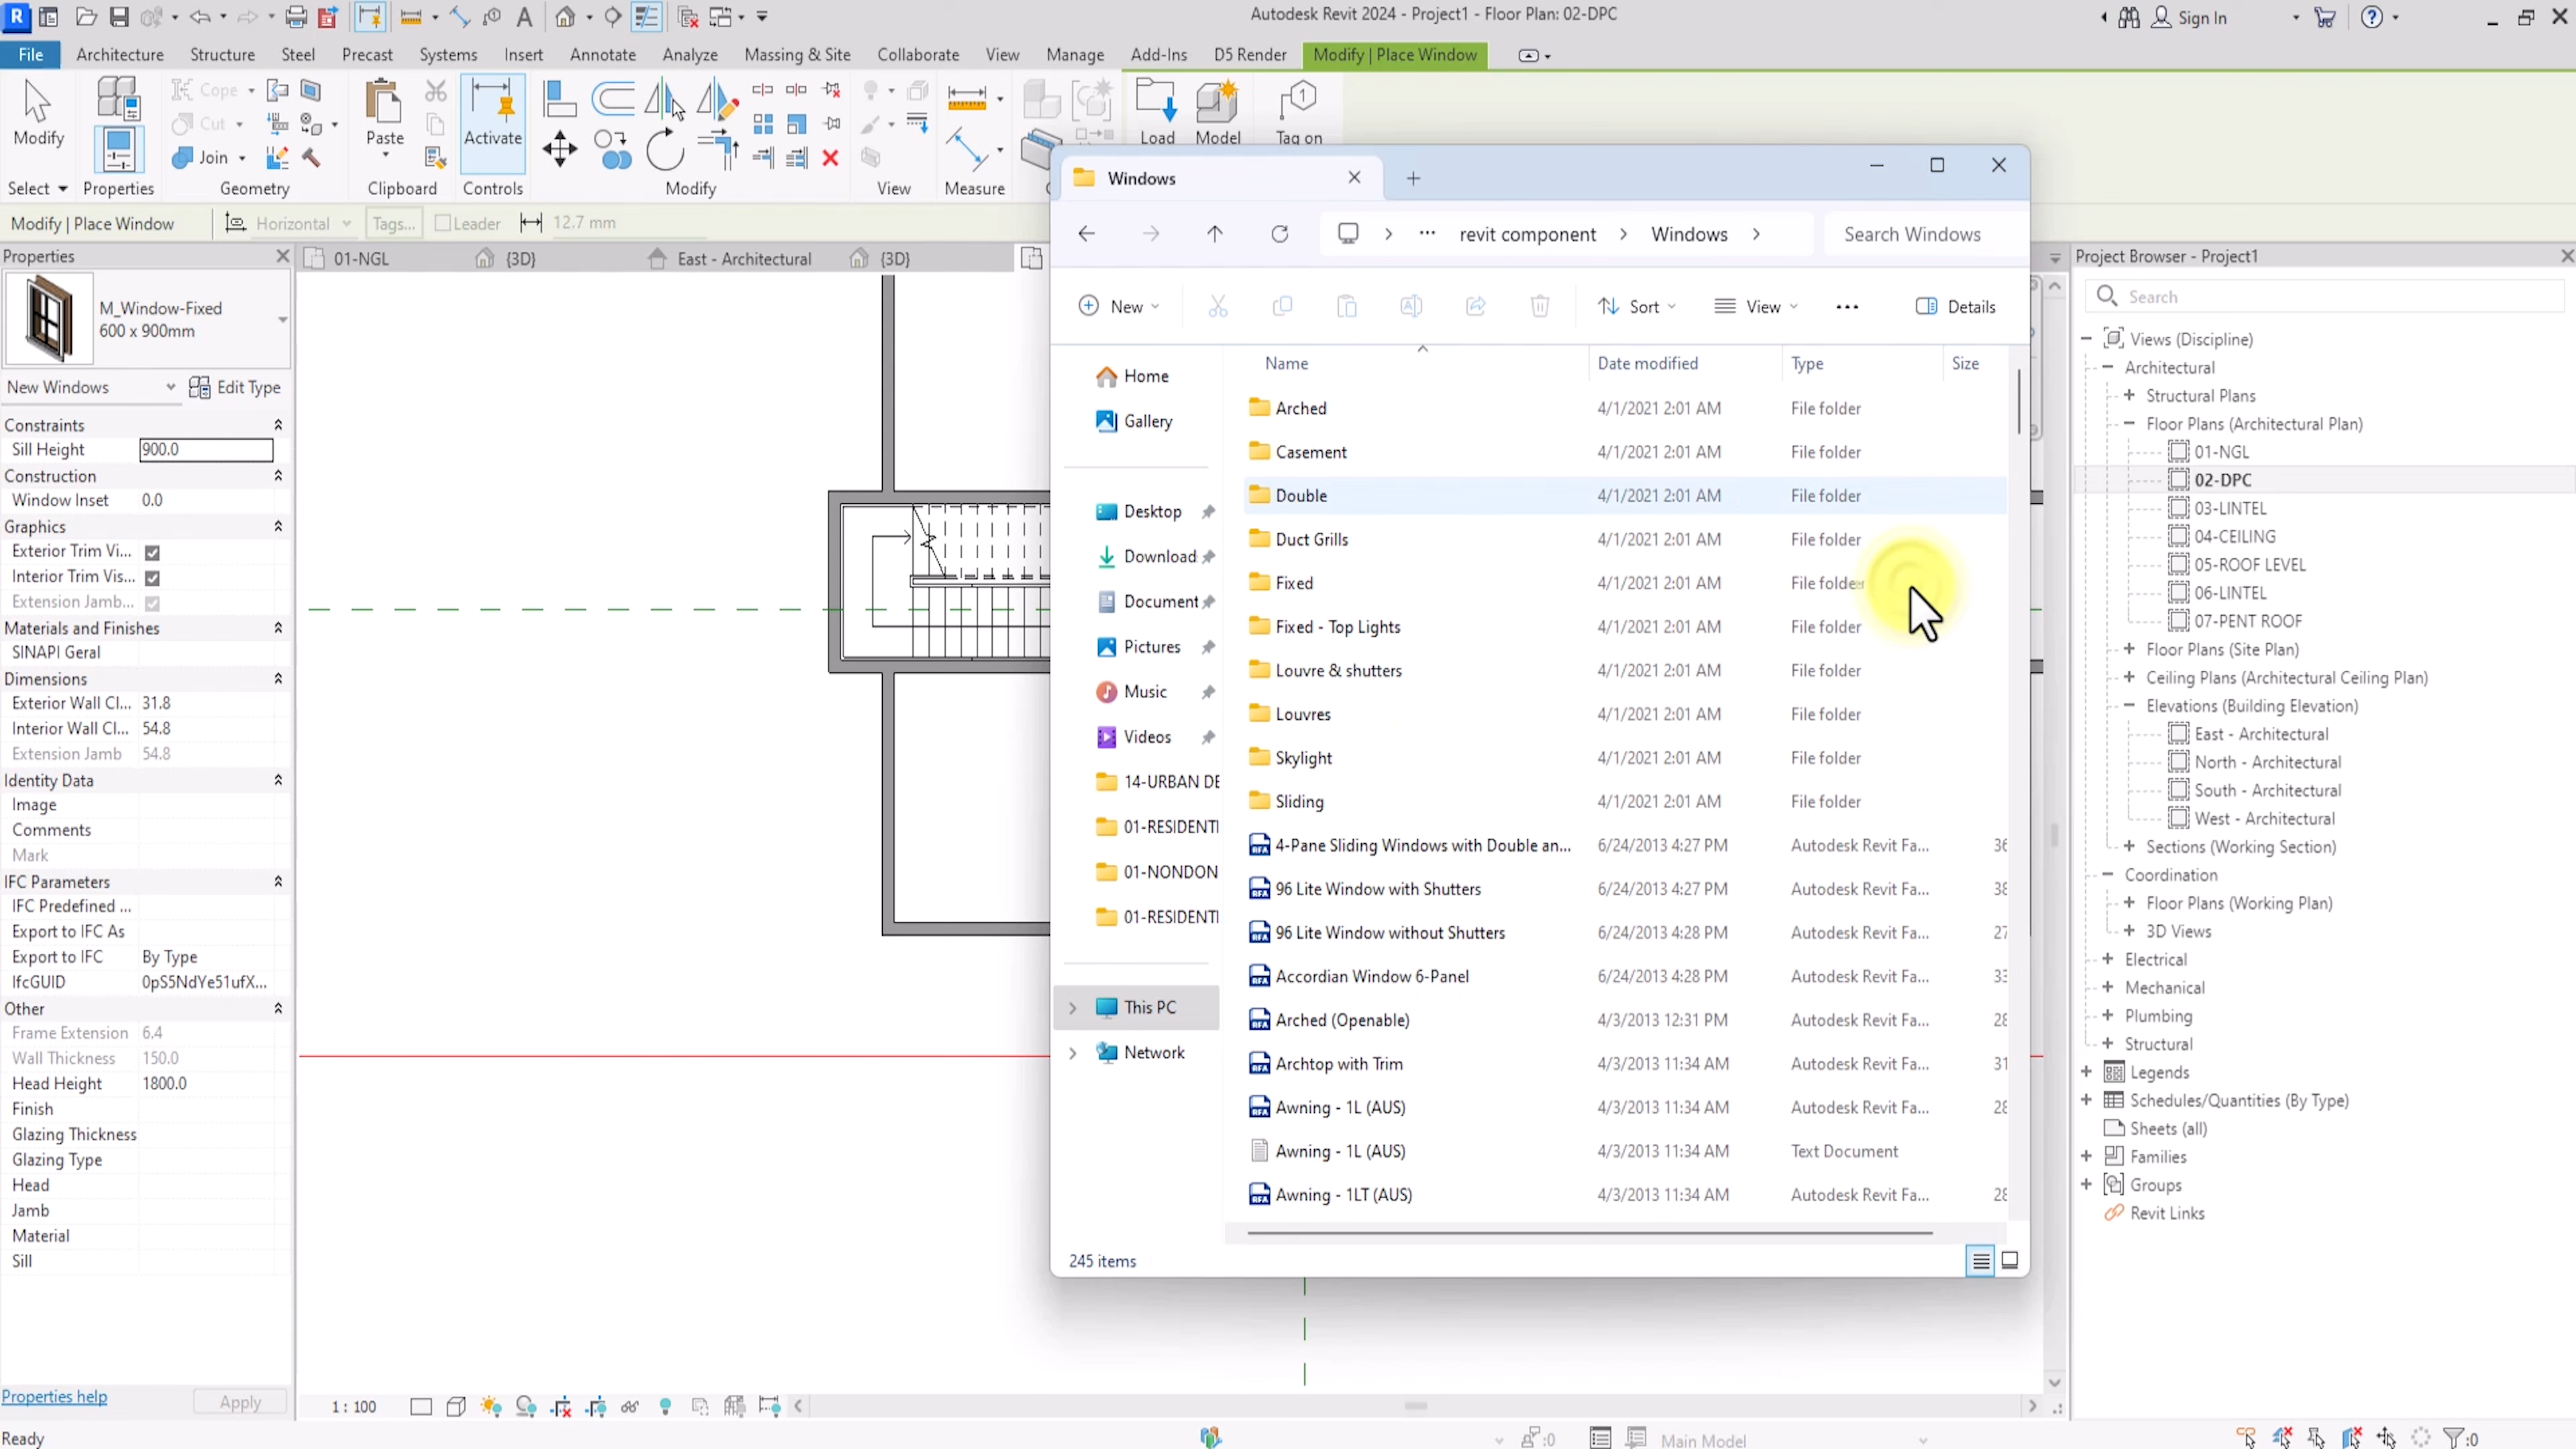 Autodesk Revit 2024 - Project1 - Floor Plan: 02-DPC
Sign In
File Architecture Structure Steel Precast Systems Insert Annotate Analyze Massing & Site Collaborate View Manage Add-Ins D5 Render Modify | Place Window
Modify
Cope
Cut
Join
Paste
Activate
Load Model Tag on
Select Properties Geometry Clipboard Controls Modify View Measure
Modify | Place Window Horizontal Tags... Leader 12.7 mm
Properties
M_Window-Fixed
600 x 900mm
New Windows Edit Type
Constraints
Sill Height 900.0
Construction
Window Inset 0.0
Graphics
Exterior Trim Vi...
Interior Trim Vis...
Extension Jamb...
Materials and Finishes
SINAPI Geral
Dimensions
Exterior Wall Cl... 31.8
Interior Wall Cl... 54.8
Extension Jamb 54.8
Identity Data
Image
Comments
Mark
IFC Parameters
IFC Predefined ...
Export to IFC As
Export to IFC By Type
IfcGUID 0pS5NdYe51ufX...
Other
Frame Extension 6.4
Wall Thickness 150.0
Head Height 1800.0
Finish
Glazing Thickness
Glazing Type
Head
Jamb
Material
Sill
Properties help Apply
Ready
01-NGL {3D} East - Architectural {3D}
1 : 100
:0 Main Model :0
Windows
revit component Windows Search Windows
New Sort View Details
Home
Gallery
Desktop
Download
Document
Pictures
Music
Videos
14-URBAN DE
01-RESIDENTI
01-NONDON
01-RESIDENTI
This PC
Network
Name Date modified Type Size
Arched 4/1/2021 2:01 AM File folder
Casement 4/1/2021 2:01 AM File folder
Double 4/1/2021 2:01 AM File folder
Duct Grills 4/1/2021 2:01 AM File folder
Fixed 4/1/2021 2:01 AM File folder
Fixed - Top Lights 4/1/2021 2:01 AM File folder
Louvre & shutters 4/1/2021 2:01 AM File folder
Louvres 4/1/2021 2:01 AM File folder
Skylight 4/1/2021 2:01 AM File folder
Sliding 4/1/2021 2:01 AM File folder
4-Pane Sliding Windows with Double an... 6/24/2013 4:27 PM Autodesk Revit Fa... 36
96 Lite Window with Shutters 6/24/2013 4:27 PM Autodesk Revit Fa... 38
96 Lite Window without Shutters 6/24/2013 4:28 PM Autodesk Revit Fa... 27
Accordian Window 6-Panel 6/24/2013 4:28 PM Autodesk Revit Fa... 33
Arched (Openable) 4/3/2013 12:31 PM Autodesk Revit Fa... 28
Archtop with Trim 4/3/2013 11:34 AM Autodesk Revit Fa... 31
Awning - 1L (AUS) 4/3/2013 11:34 AM Autodesk Revit Fa... 28
Awning - 1L (AUS) 4/3/2013 11:34 AM Text Document
Awning - 1LT (AUS) 4/3/2013 11:34 AM Autodesk Revit Fa... 28
245 items
Project Browser - Project1
Search
Views (Discipline)
Architectural
Structural Plans
Floor Plans (Architectural Plan)
01-NGL
02-DPC
03-LINTEL
04-CEILING
05-ROOF LEVEL
06-LINTEL
07-PENT ROOF
Floor Plans (Site Plan)
Ceiling Plans (Architectural Ceiling Plan)
Elevations (Building Elevation)
East - Architectural
North - Architectural
South - Architectural
West - Architectural
Sections (Working Section)
Coordination
Floor Plans (Working Plan)
3D Views
Electrical
Mechanical
Plumbing
Structural
Legends
Schedules/Quantities (By Type)
Sheets (all)
Families
Groups
Revit Links